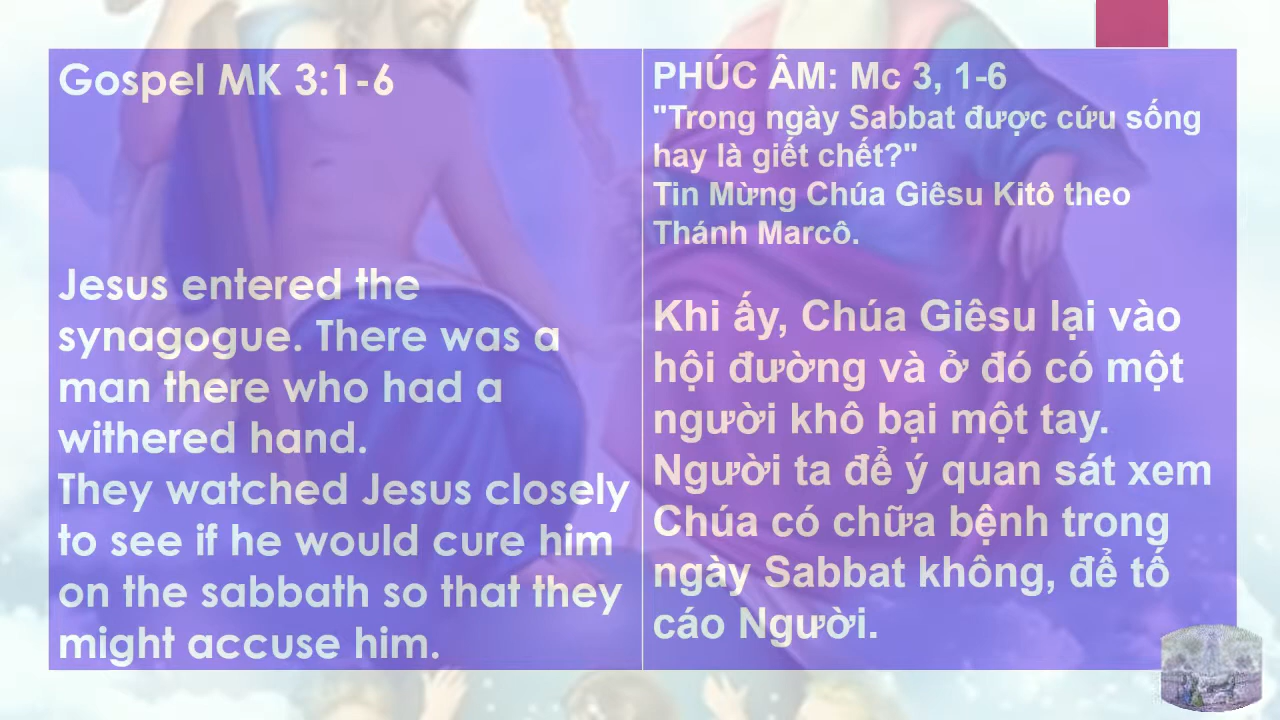 Gospel MK 3:1-6
Jesus entered the
synagogue. There was a
man there who had a
withered hand.
They watched Jesus closely
to see if he would cure him
on the sabbath so that they
might accuse him.
PHÚC ÂM: Mc 3, 1-6
"Trong ngày Sabbat được cứu sống
hay là giết chết?"
Tin Mừng Chúa Giêsu Kitô theo
Thánh Marcô.
Khi ấy, Chúa Giêsu lại vào
hội đường và ở đó có một
người khô bại một tay.
Người ta để ý quan sát xem
Chúa có chữa bệnh trong
ngày Sabbat không, để tố
cáo Người.